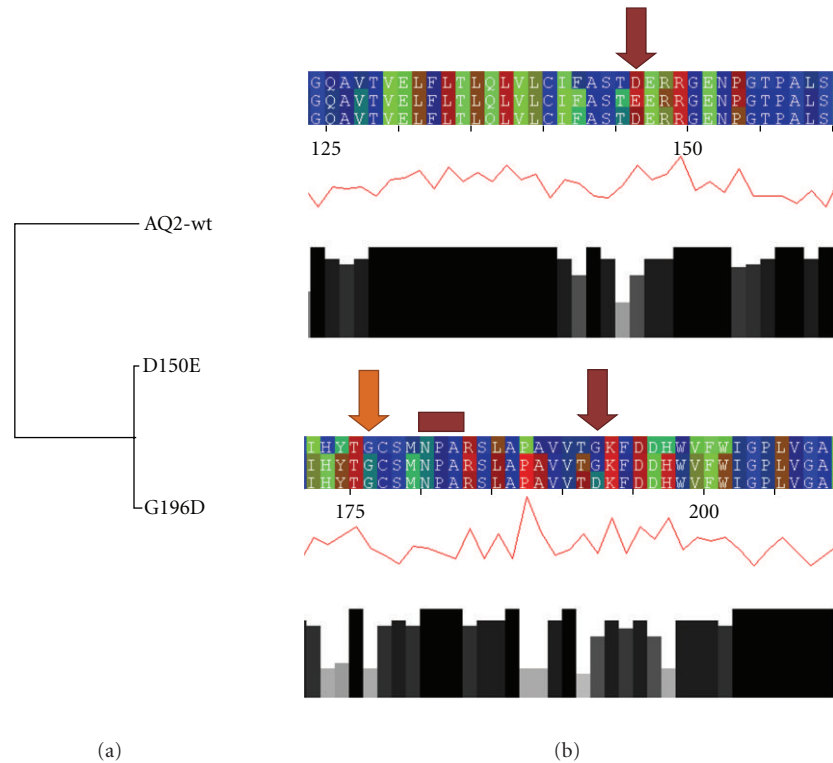 GQAVTVELFLTLQLVLCIFASTDERRGENPGTPALS
GQAVTVELFLTLQLVLCIFASTEERRGENPGTPALS
GQAVTVELFLTLQLVLCIFASTDERRGENPGTPALS
125 150
AQ2-wt
D150E
G196D
IHYTGCSMNPARSLAPAVVTGKFDDHWVFWIGPLVGA
IHYTGCSMNPARSLAPAVVTGKFDDHWVFWIGPLVGA
IHYTGCSMNPARSLAPAVVTDKFDDHWVFWIGPLVGA
175 200
(a) (b)